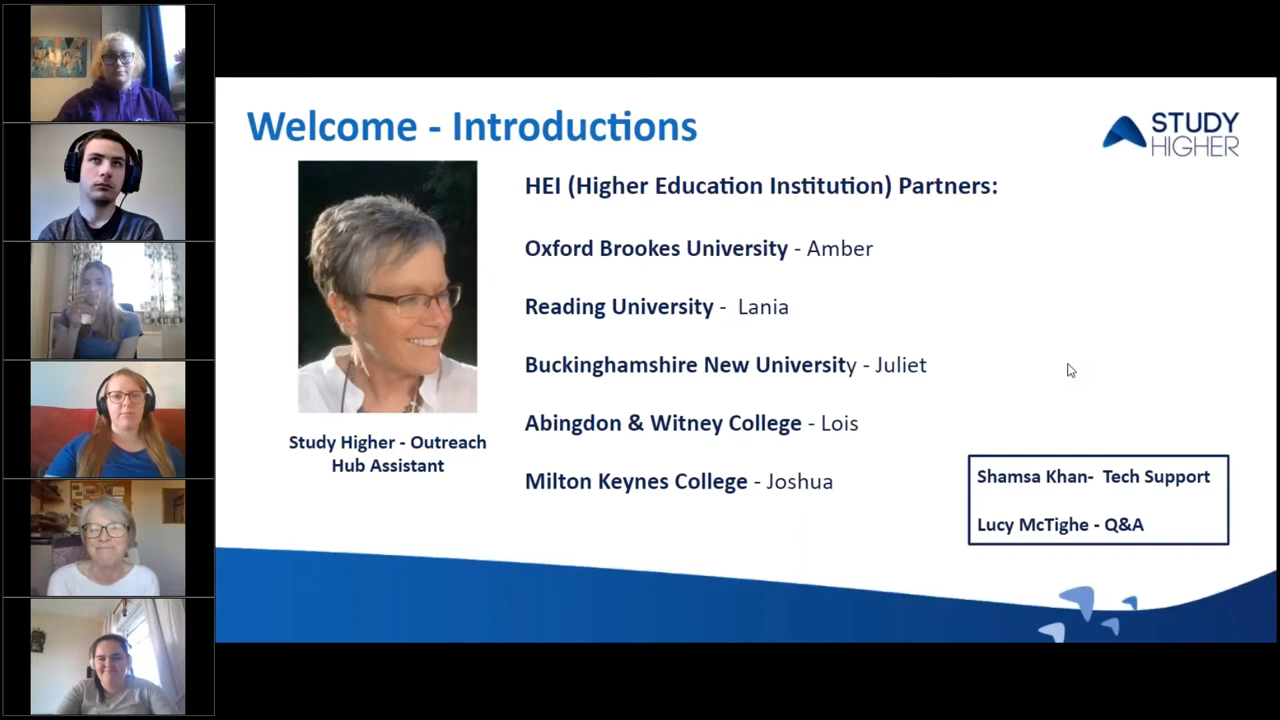 Welcome - Introductions
STUDY
HIGHER
HEI (Higher Education Institution) Partners:
Oxford Brookes University - Amber
Reading University - Lania
Buckinghamshire New University - Juliet
Abingdon & Witney College - Lois
Milton Keynes College - Joshua
Study Higher - Outreach
Hub Assistant
Shamsa Khan- Tech Support
Lucy McTighe - Q&A